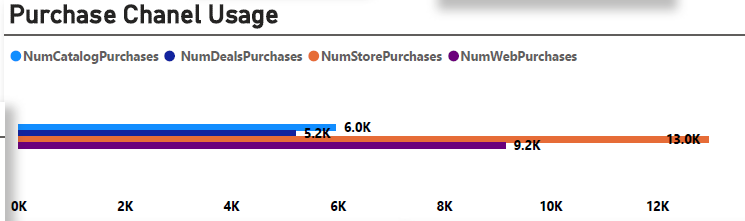 Purchase Chanel Usage
NumCatalogPurchases NumDealsPurchases NumStorePurchases NumWebPurchases
6.0K
5.2K
13.0K
9.2K
0K 2K 4K 6K 8K 10K 12K